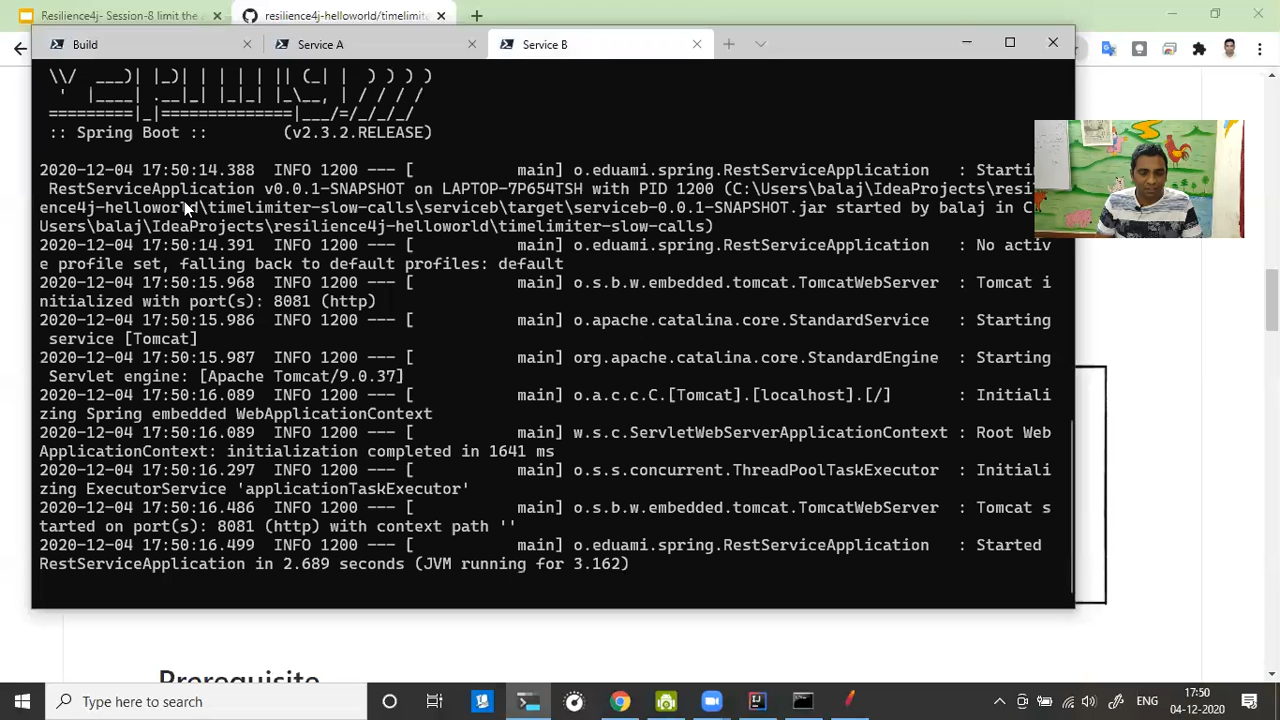 Resilience4j - Session-8 limit the
resilience4j-helloworld/timelimite
Build
Service A
Service B
:: Spring Boot ::        (v2.3.2.RELEASE)
2020-12-04 17:50:14.388  INFO 1200 --- [           main] o.eduami.spring.RestServiceApplication   : Starti
RestServiceApplication v0.0.1-SNAPSHOT on LAPTOP-7P654TSH with PID 1200 (C:\Users\balaj\IdeaProjects\resi
ence4j-helloworld\timelimiter-slow-calls\serviceb\target\serviceb-0.0.1-SNAPSHOT.jar started by balaj in C
Users\balaj\IdeaProjects\resilience4j-helloworld\timelimiter-slow-calls)
2020-12-04 17:50:14.391  INFO 1200 --- [           main] o.eduami.spring.RestServiceApplication   : No activ
e profile set, falling back to default profiles: default
2020-12-04 17:50:15.968  INFO 1200 --- [           main] o.s.b.w.embedded.tomcat.TomcatWebServer  : Tomcat i
nitialized with port(s): 8081 (http)
2020-12-04 17:50:15.986  INFO 1200 --- [           main] o.apache.catalina.core.StandardService   : Starting
service [Tomcat]
2020-12-04 17:50:15.987  INFO 1200 --- [           main] org.apache.catalina.core.StandardEngine  : Starting
Servlet engine: [Apache Tomcat/9.0.37]
2020-12-04 17:50:16.089  INFO 1200 --- [           main] o.a.c.c.C.[Tomcat].[localhost].[/]       : Initiali
zing Spring embedded WebApplicationContext
2020-12-04 17:50:16.089  INFO 1200 --- [           main] w.s.c.ServletWebServerApplicationContext : Root Web
ApplicationContext: initialization completed in 1641 ms
2020-12-04 17:50:16.297  INFO 1200 --- [           main] o.s.s.concurrent.ThreadPoolTaskExecutor  : Initiali
zing ExecutorService 'applicationTaskExecutor'
2020-12-04 17:50:16.486  INFO 1200 --- [           main] o.s.b.w.embedded.tomcat.TomcatWebServer  : Tomcat s
tarted on port(s): 8081 (http) with context path ''
2020-12-04 17:50:16.499  INFO 1200 --- [           main] o.eduami.spring.RestServiceApplication   : Started
RestServiceApplication in 2.689 seconds (JVM running for 3.162)
Prerequisite
Type here to search
ENG
17:50
04-12-2020